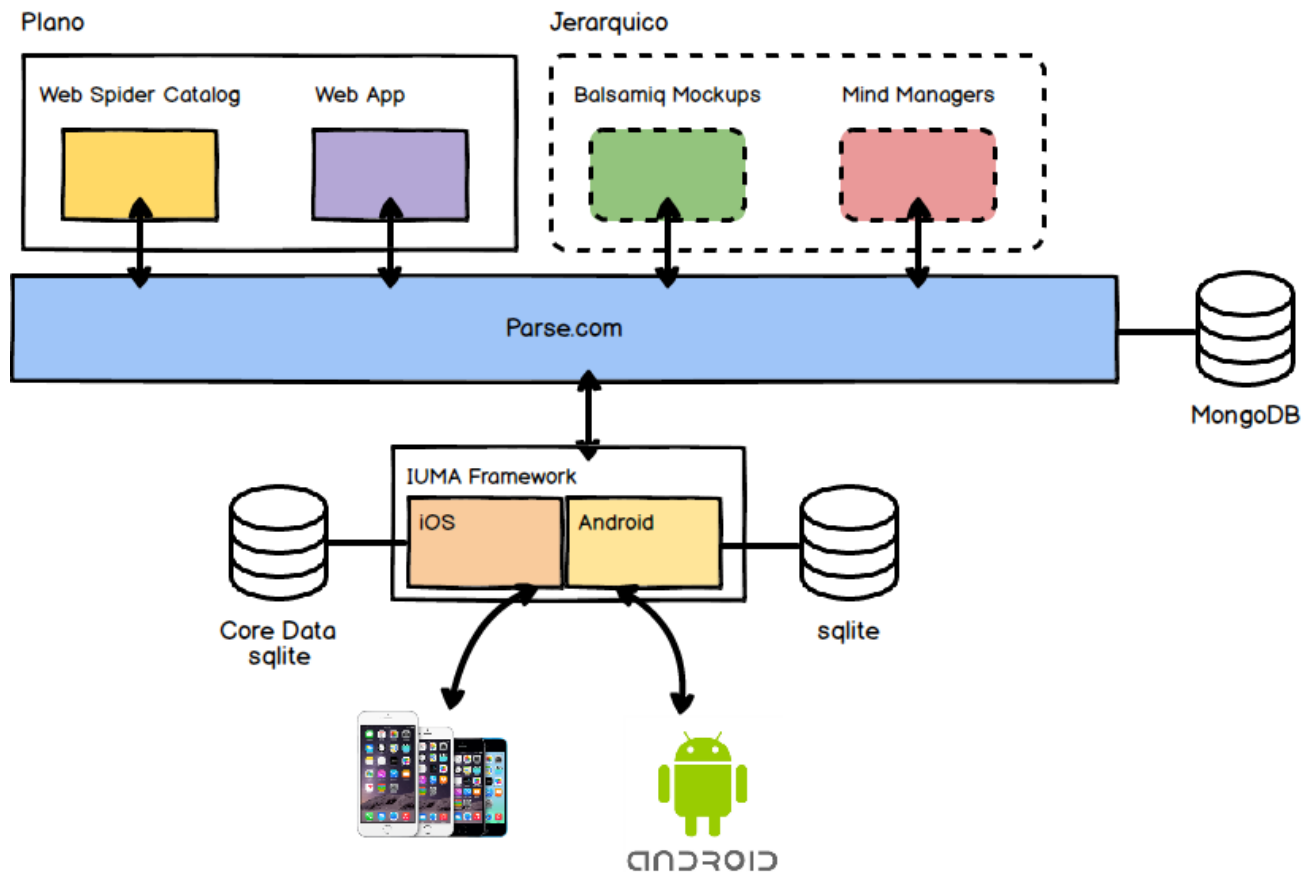 Plano
Jerarquico
Web Spider Catalog
Web App
Balsamiq Mockups
Mind Managers
Parse.com
MongoDB
IUMA Framework
iOS
Android
Core Data
sqlite
sqlite
ANDROID